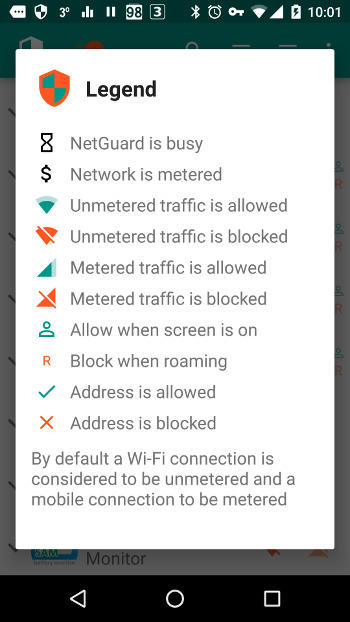 3° 98 3 10:01
Legend
NetGuard is busy
$ Network is metered
Unmetered traffic is allowed
Unmetered traffic is blocked
Metered traffic is allowed
Metered traffic is blocked
Allow when screen is on
R Block when roaming
Address is allowed
Address is blocked
By default a Wi-Fi connection is
considered to be unmetered and a
mobile connection to be metered
R
R
R
R
SAM
Monitor